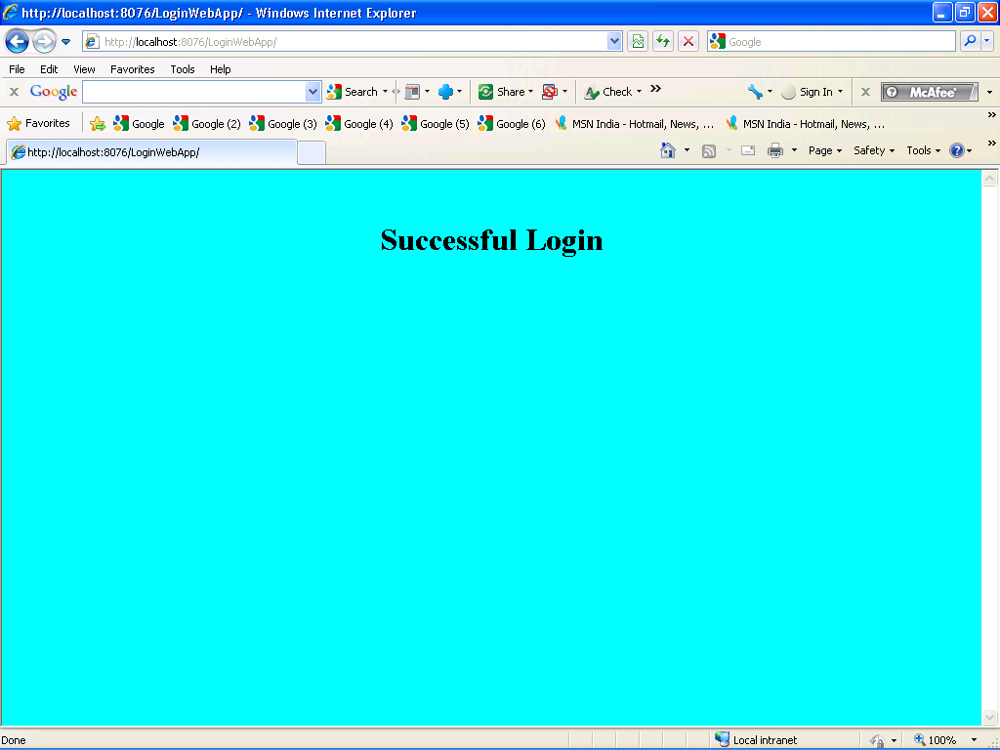 http://localhost:8076/LoginWebApp/ - Windows Internet Explorer
http://localhost:8076/LoginWebApp/ Google
File Edit View Favorites Tools Help
x Google Search Share Check » Sign In x McAfee
Favorites Google Google (2) Google (3) Google (4) Google (5) Google (6) MSN India - Hotmail, News, ... MSN India - Hotmail, News, ... »
http://localhost:8076/LoginWebApp/ Page Safety Tools »
Successful Login
Done Local intranet 100%